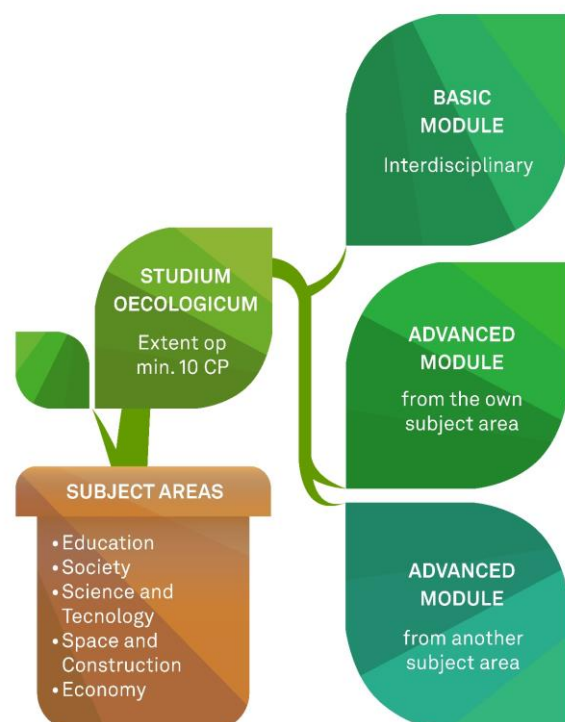 BASIC
MODULE
Interdisciplinary
STUDIUM
OECOLOGICUM
Extent op
min. 10 CP
ADVANCED
MODULE
from the own
subject area
SUBJECT AREAS
• Education
• Society
• Science and
Tecnology
• Space and
Construction
• Economy
ADVANCED
MODULE
from another
subject area